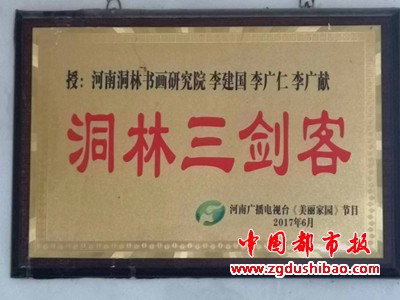 授：河南洞林书画研究院 李建国 李广仁 李广献
洞林三剑客
河南广播电视台《美丽家园》节目
2017年6月
中国都市报
www.zgdushibao.com